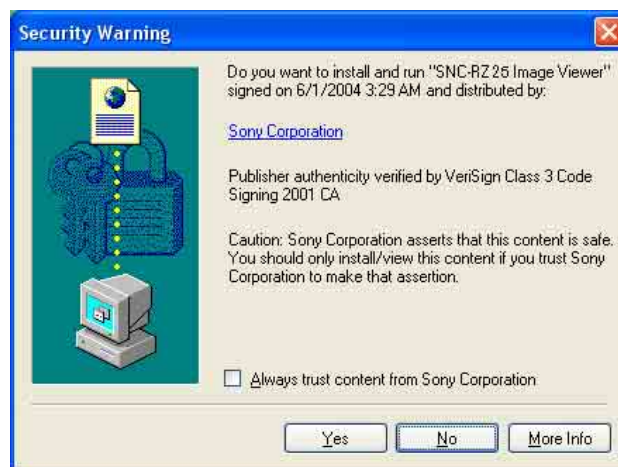 Security Warning
Do you want to install and run "SNC-RZ25 Image Viewer"
signed on 6/1/2004 3:29 AM and distributed by:
Sony Corporation
Publisher authenticity verified by VeriSign Class 3 Code
Signing 2001 CA
Caution: Sony Corporation asserts that this content is safe.
You should only install/view this content if you trust Sony
Corporation to make that assertion.
Always trust content from Sony Corporation
Yes
No
More Info